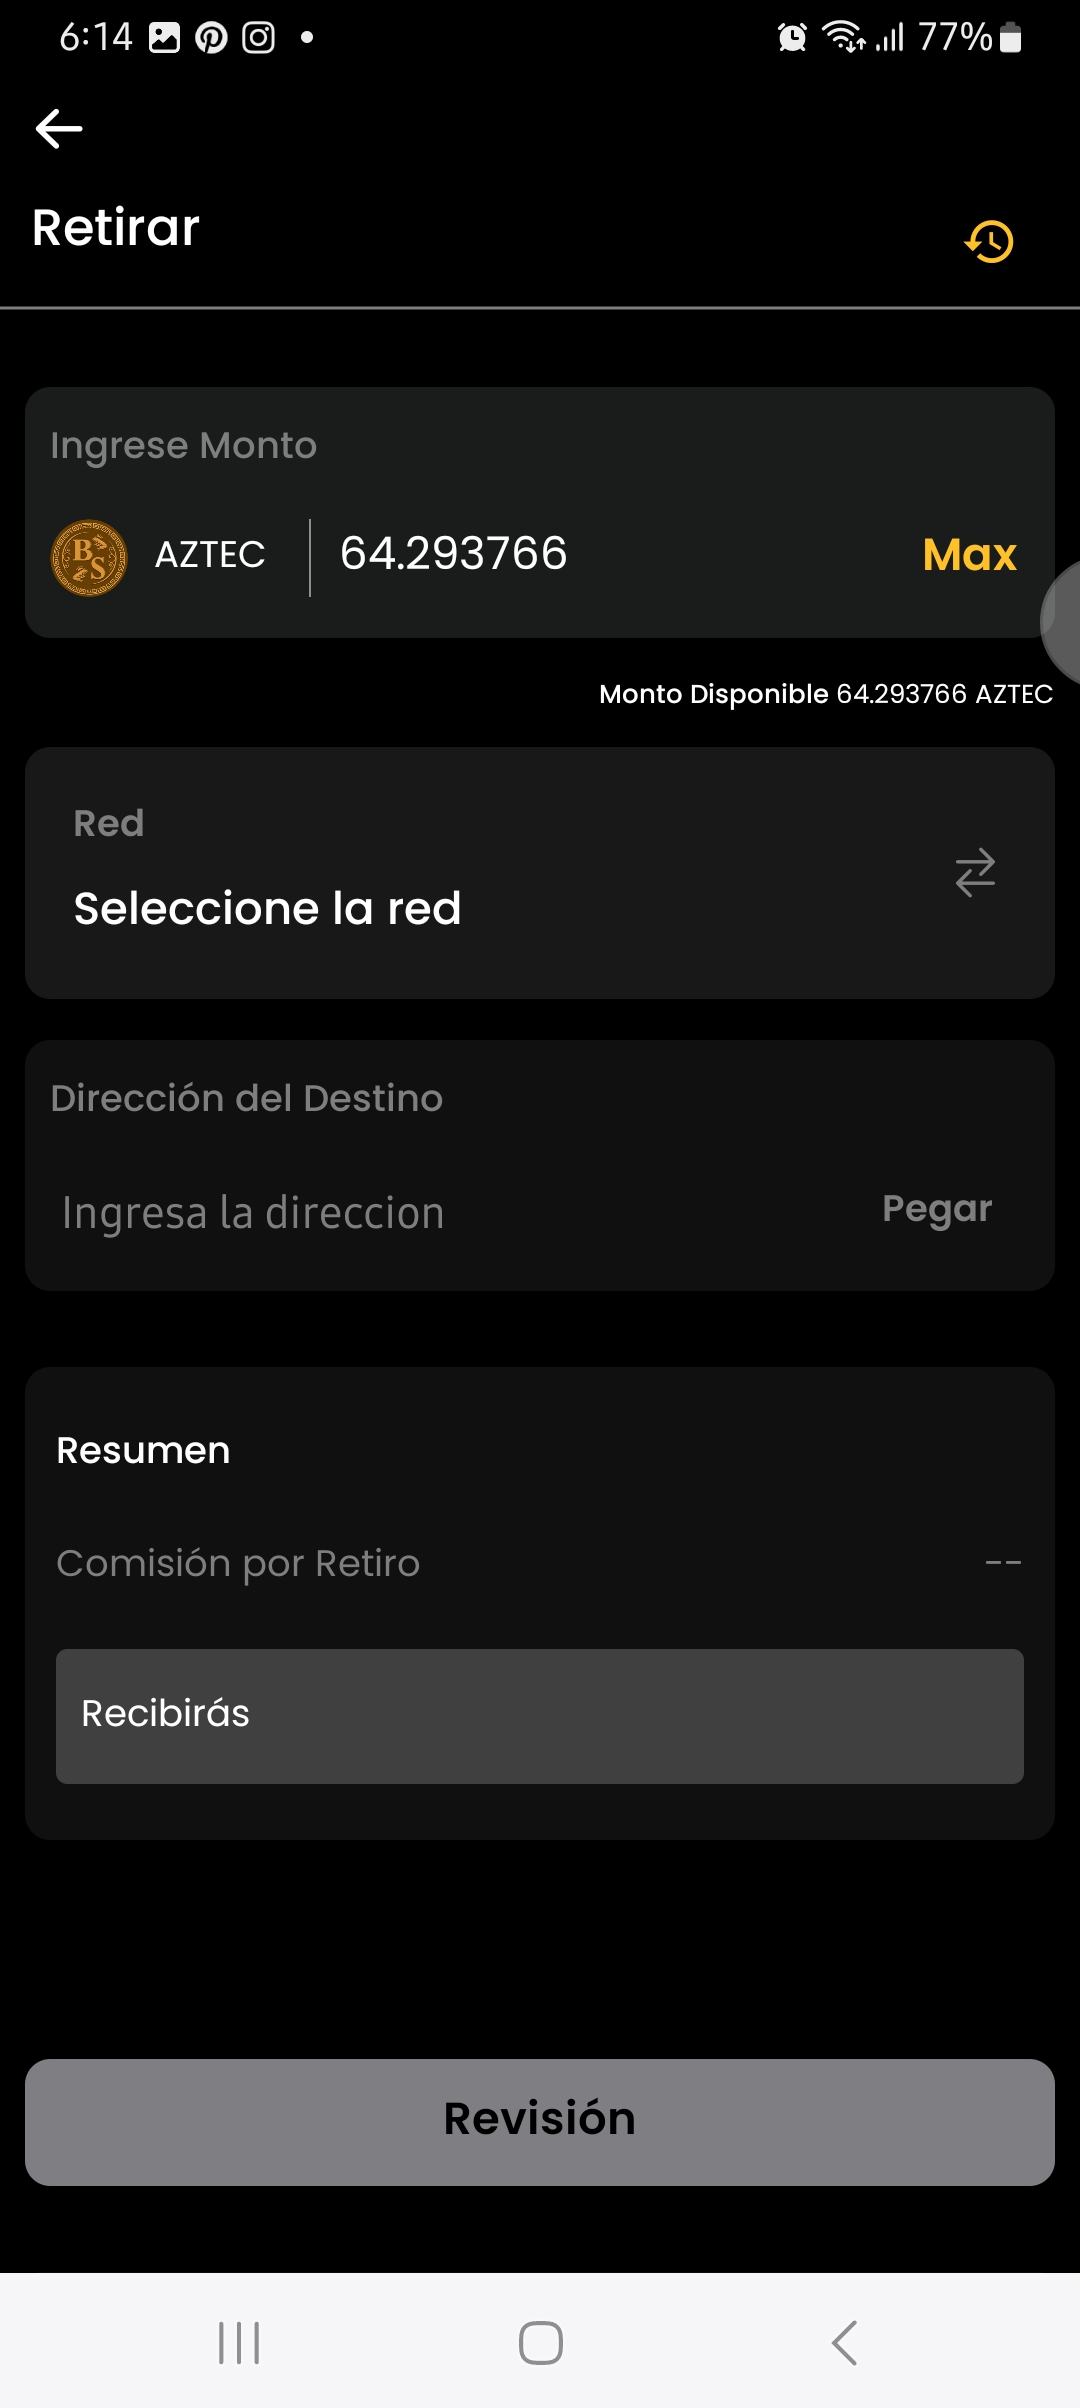 6:14 77%
Retirar
Ingrese Monto
BS AZTEC 64.293766 Max
Monto Disponible 64.293766 AZTEC
Red
Seleccione la red
Dirección del Destino
Ingresa la direccion Pegar
Resumen
Comisión por Retiro --
Recibirás
Revisión